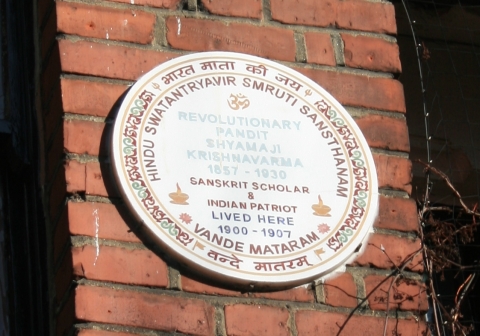 भारत माता की जय
HINDU SWATANTRYAVIR SMRUTI SANSTHANAM
ॐ
REVOLUTIONARY
PANDIT
SHYAMAJI
KRISHNAVARMA
1857 - 1930
SANSKRIT SCHOLAR
&
INDIAN PATRIOT
LIVED HERE
1900 - 1907
VANDE MATARAM
वन्दे मातरम्